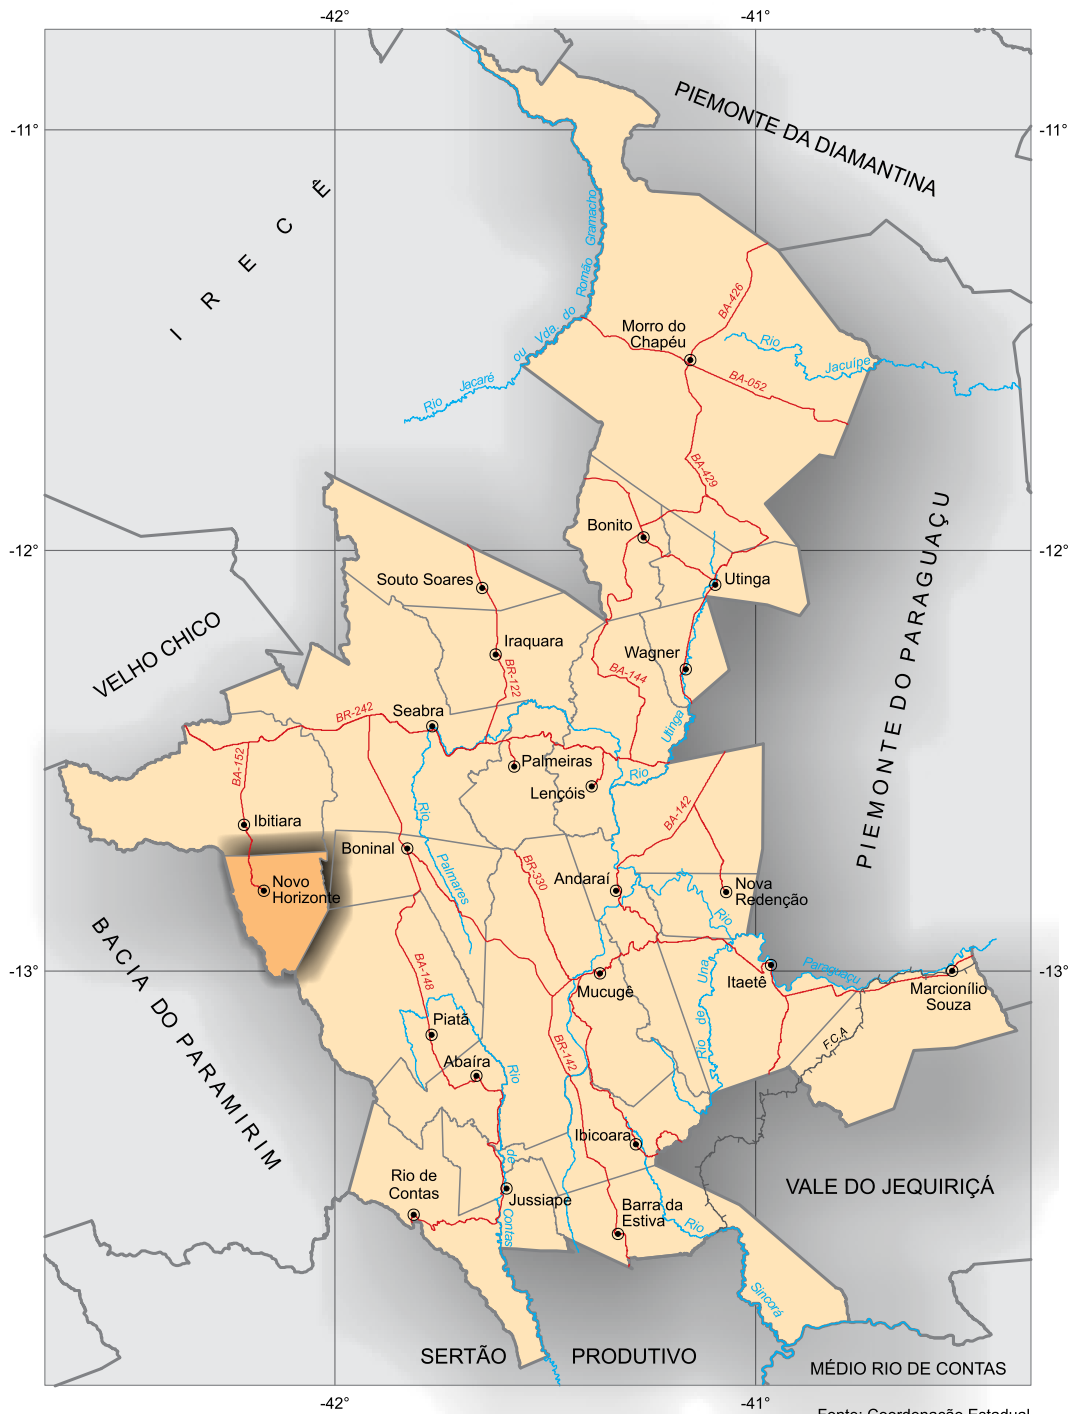 -42°
-41°
-11°
-11°
PIEMONTE DA DIAMANTINA
IRECÊ
Rio Jacaré ou Vda. do Romão Gramacho
BA-426
Morro do
Chapéu
Rio Jacuípe
BA-052
BA-429
Bonito
-12°
-12°
Souto Soares
Utinga
PIEMONTE DO PARAGUAÇU
VELHO CHICO
Iraquara
Wagner
BR-122
BA-144
Seabra
BR-242
Rio Utinga
BA-152
Palmeiras
Lençóis
BA-142
Ibitiara
Rio Palmares
Boninal
BR-330
Andaraí
Novo
Horizonte
Nova
Redenção
Rio
BACIA DO PARAMIRIM
BA-148
-13°
-13°
Mucugê
Itaetê
Paraguaçu
Marcionílio
Souza
Rio de Una
Piatã
BR-142
F.C.A
Abaíra
Rio de Contas
Ibicoara
Rio de
Contas
Jussiape
Barra da
Estiva
Rio Sincorá
VALE DO JEQUIRIÇÁ
SERTÃO PRODUTIVO
MÉDIO RIO DE CONTAS
-42°
-41°
Fonte: Coordenação Estadual